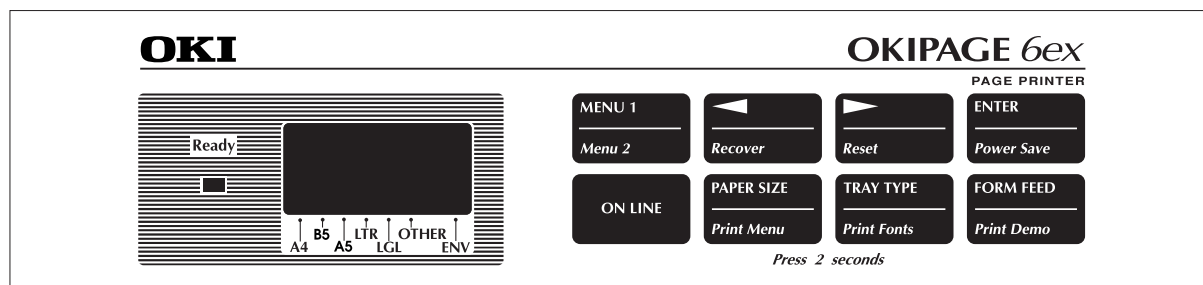 OKI
OKIPAGE 6ex
PAGE PRINTER
Ready
A4 B5 A5 LTR LGL OTHER ENV
MENU 1
Menu 2
Recover
Reset
ENTER
Power Save
ON LINE
PAPER SIZE
Print Menu
TRAY TYPE
Print Fonts
FORM FEED
Print Demo
Press 2 seconds